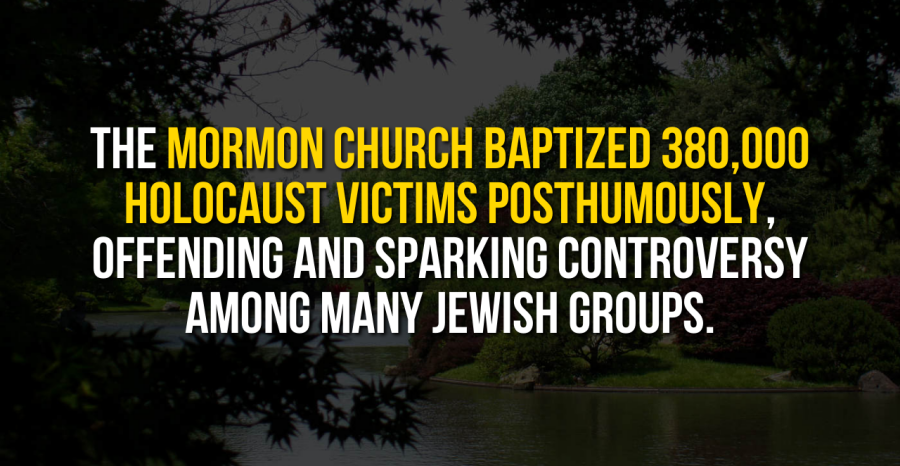 THE MORMON CHURCH BAPTIZED 380,000
HOLOCAUST VICTIMS POSTHUMOUSLY,
OFFENDING AND SPARKING CONTROVERSY
AMONG MANY JEWISH GROUPS.